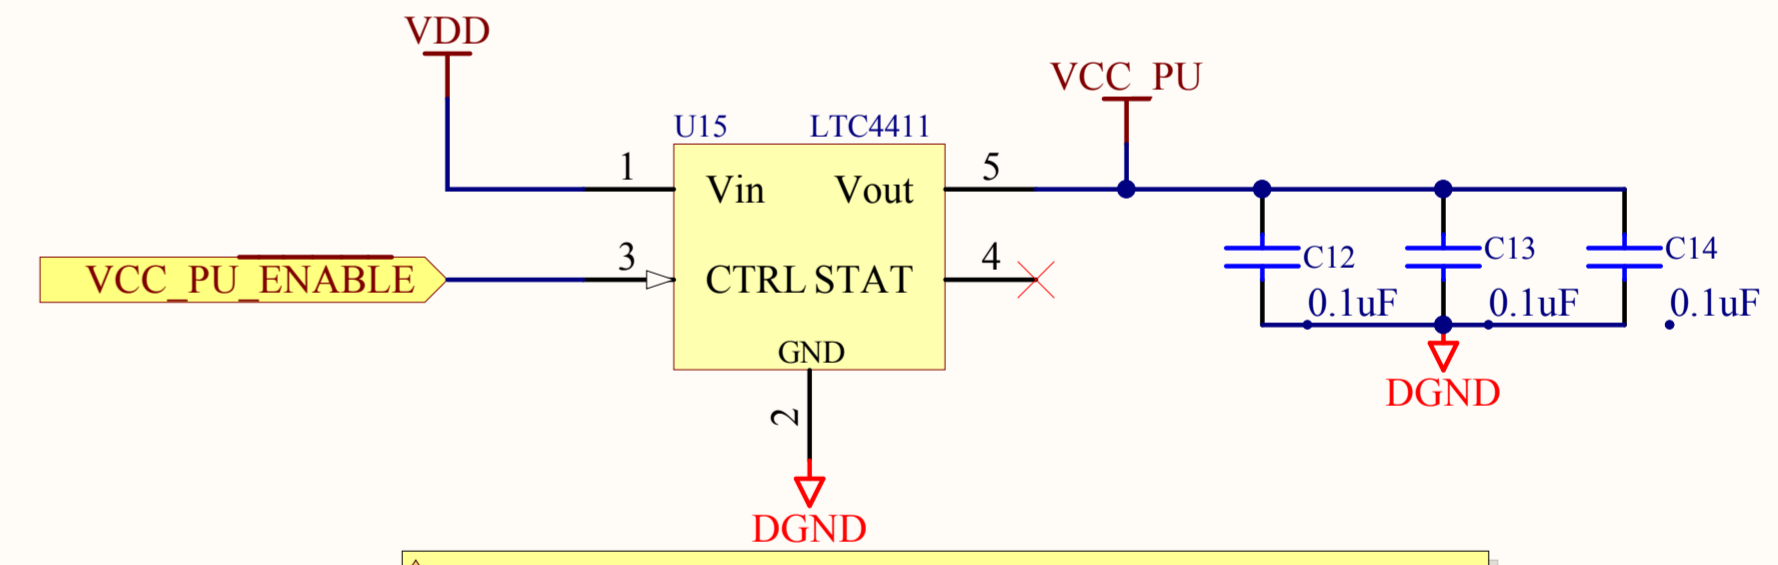 VDD
VCC_PU
U15 LTC4411
1 Vin Vout 5
VCC_PU_ENABLE 3 CTRL STAT 4
C12 C13 C14
0.1uF 0.1uF 0.1uF
GND
2
DGND
DGND